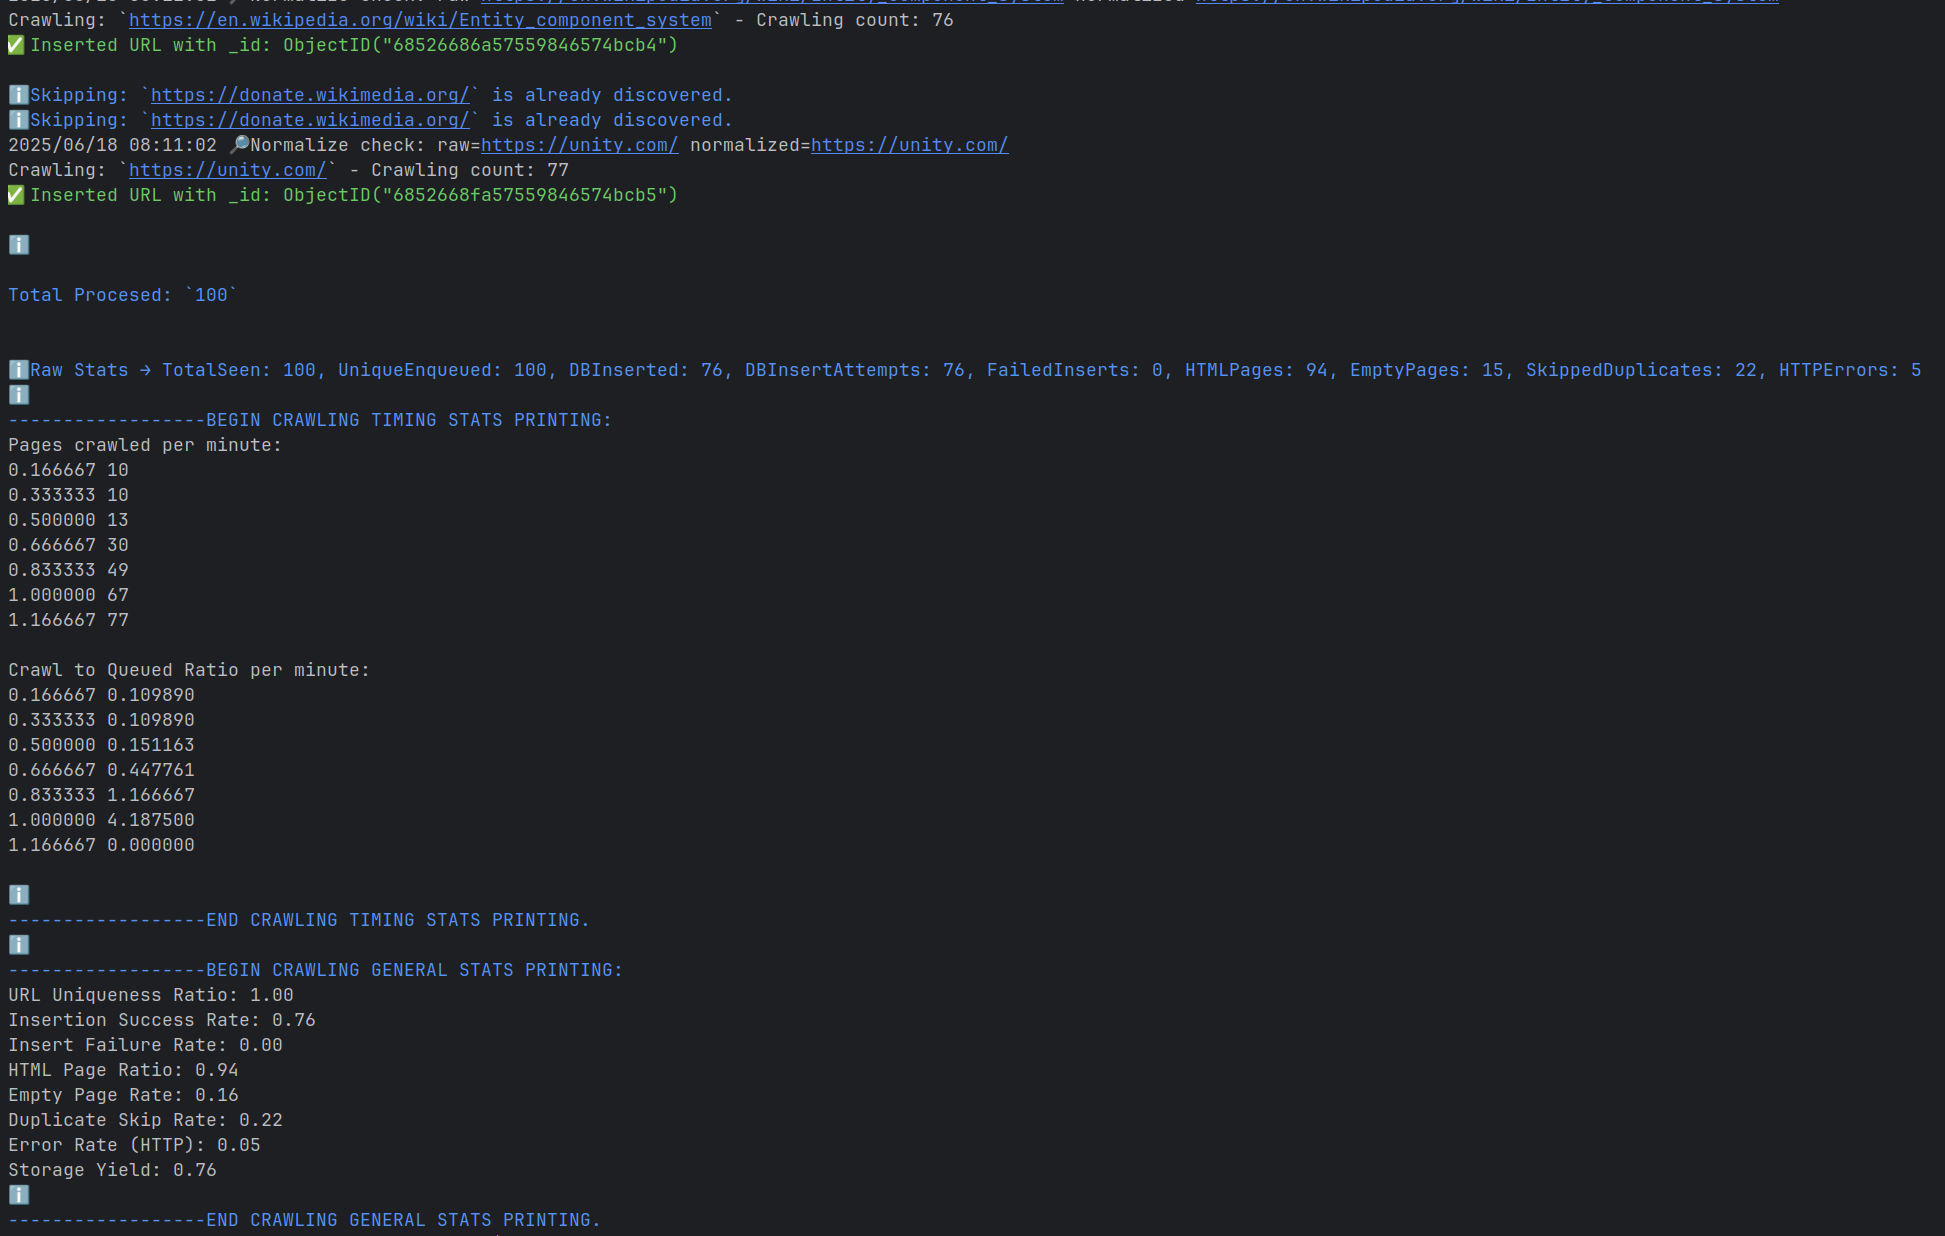 Crawling: `https://en.wikipedia.org/wiki/Entity_component_system` - Crawling count: 76
✅Inserted URL with _id: ObjectID("68526686a57559846574bcb4")
ℹ️Skipping: `https://donate.wikimedia.org/` is already discovered.
ℹ️Skipping: `https://donate.wikimedia.org/` is already discovered.
2025/06/18 08:11:02 🔎Normalize check: raw=https://unity.com/ normalized=https://unity.com/
Crawling: `https://unity.com/` - Crawling count: 77
✅Inserted URL with _id: ObjectID("6852668fa57559846574bcb5")
ℹ️
Total Procesed: `100`
ℹ️Raw Stats → TotalSeen: 100, UniqueEnqueued: 100, DBInserted: 76, DBInsertAttempts: 76, FailedInserts: 0, HTMLPages: 94, EmptyPages: 15, SkippedDuplicates: 22, HTTPErrors: 5
ℹ️
------------------BEGIN CRAWLING TIMING STATS PRINTING:
Pages crawled per minute:
0.166667 10
0.333333 10
0.500000 13
0.666667 30
0.833333 49
1.000000 67
1.166667 77
Crawl to Queued Ratio per minute:
0.166667 0.109890
0.333333 0.109890
0.500000 0.151163
0.666667 0.447761
0.833333 1.166667
1.000000 4.187500
1.166667 0.000000
ℹ️
------------------END CRAWLING TIMING STATS PRINTING.
ℹ️
------------------BEGIN CRAWLING GENERAL STATS PRINTING:
URL Uniqueness Ratio: 1.00
Insertion Success Rate: 0.76
Insert Failure Rate: 0.00
HTML Page Ratio: 0.94
Empty Page Rate: 0.16
Duplicate Skip Rate: 0.22
Error Rate (HTTP): 0.05
Storage Yield: 0.76
ℹ️
------------------END CRAWLING GENERAL STATS PRINTING.